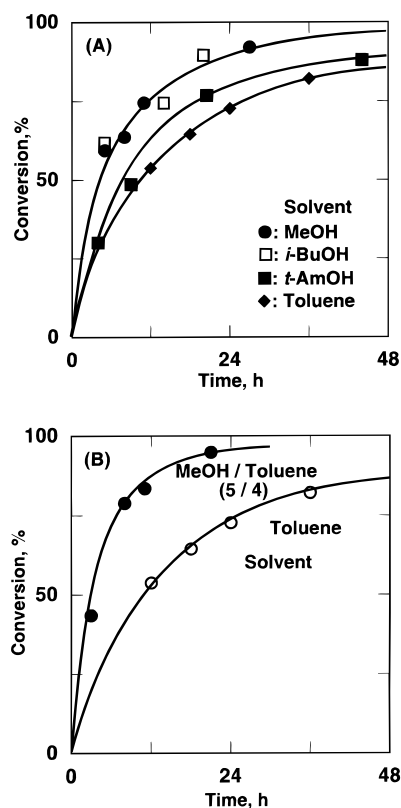 (A)
100
50
0
Conversion,%
Solvent
●: MeOH
□: i-BuOH
■: t-AmOH
◆: Toluene
0 24 48
Time, h
(B)
100
50
0
Conversion, %
MeOH / Toluene
(5 / 4)
Toluene
Solvent
0 24 48
Time, h